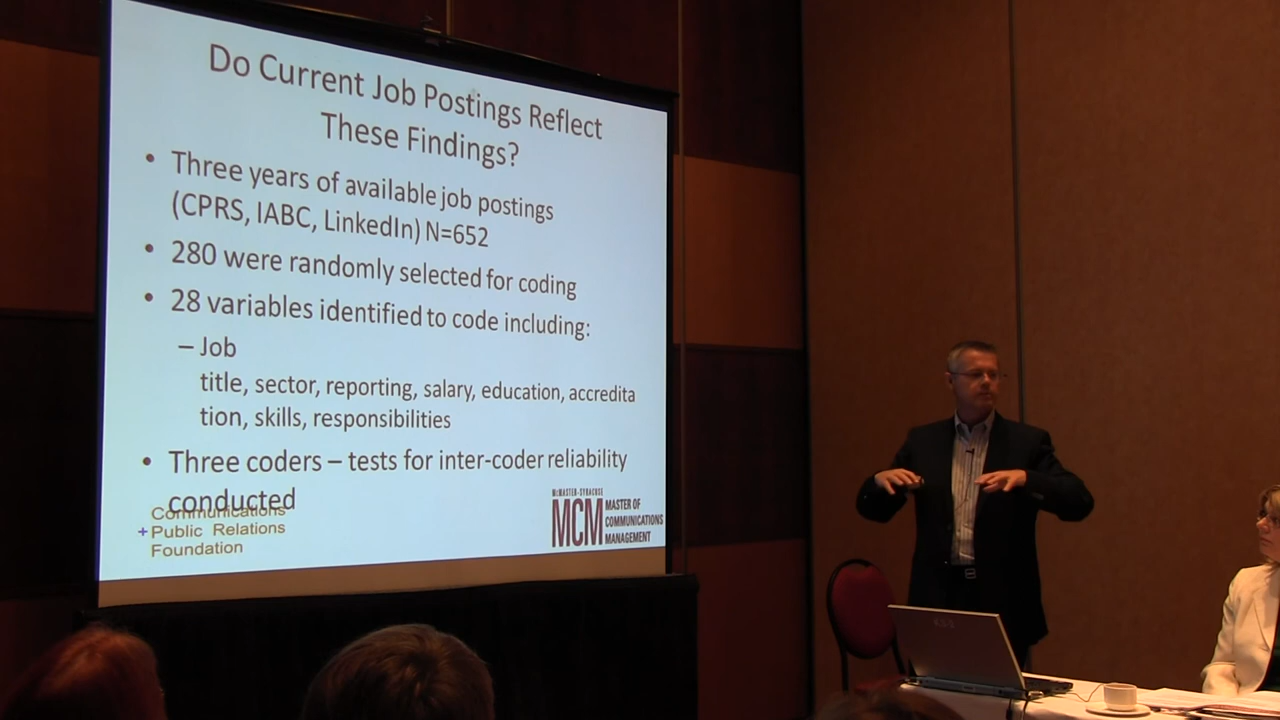 Do Current Job Postings Reflect
These Findings?
• Three years of available job postings
(CPRS, IABC, LinkedIn) N=652
• 280 were randomly selected for coding
• 28 variables identified to code including:
– Job
title, sector, reporting, salary, education, accredita
tion, skills, responsibilities
• Three coders – tests for inter-coder reliability
conducted
Communications
+ Public Relations
Foundation
McMASTER-SYRACUSE
MCM
MASTER OF
COMMUNICATIONS
MANAGEMENT